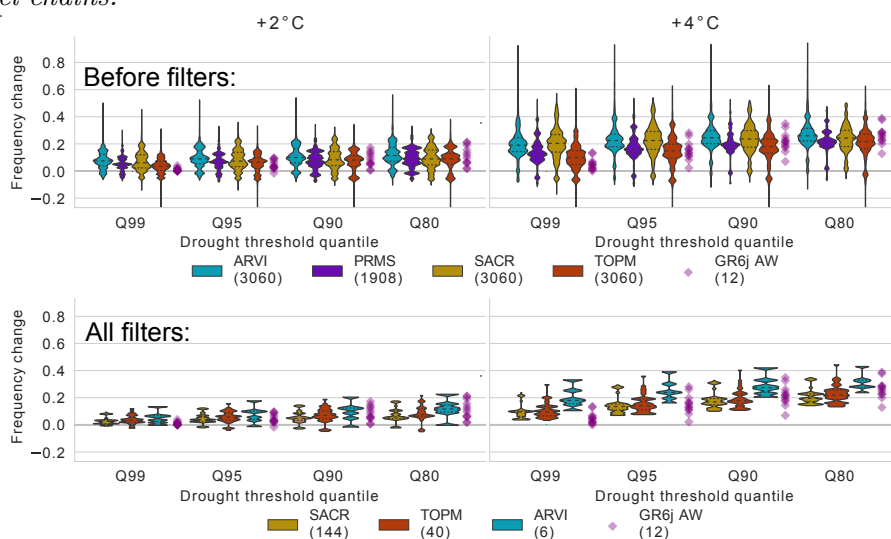 et chains.
+2°C +4°C
Before filters:
Frequency change
0.8
0.6
0.4
0.2
0.0
−0.2
Q99 Q95 Q90 Q80 Q99 Q95 Q90 Q80
Drought threshold quantile Drought threshold quantile
ARVI PRMS SACR TOPM GR6j AW
(3060) (1908) (3060) (3060) (12)
All filters:
Frequency change
0.8
0.6
0.4
0.2
0.0
−0.2
Q99 Q95 Q90 Q80 Q99 Q95 Q90 Q80
Drought threshold quantile Drought threshold quantile
SACR TOPM ARVI GR6j AW
(144) (40) (6) (12)